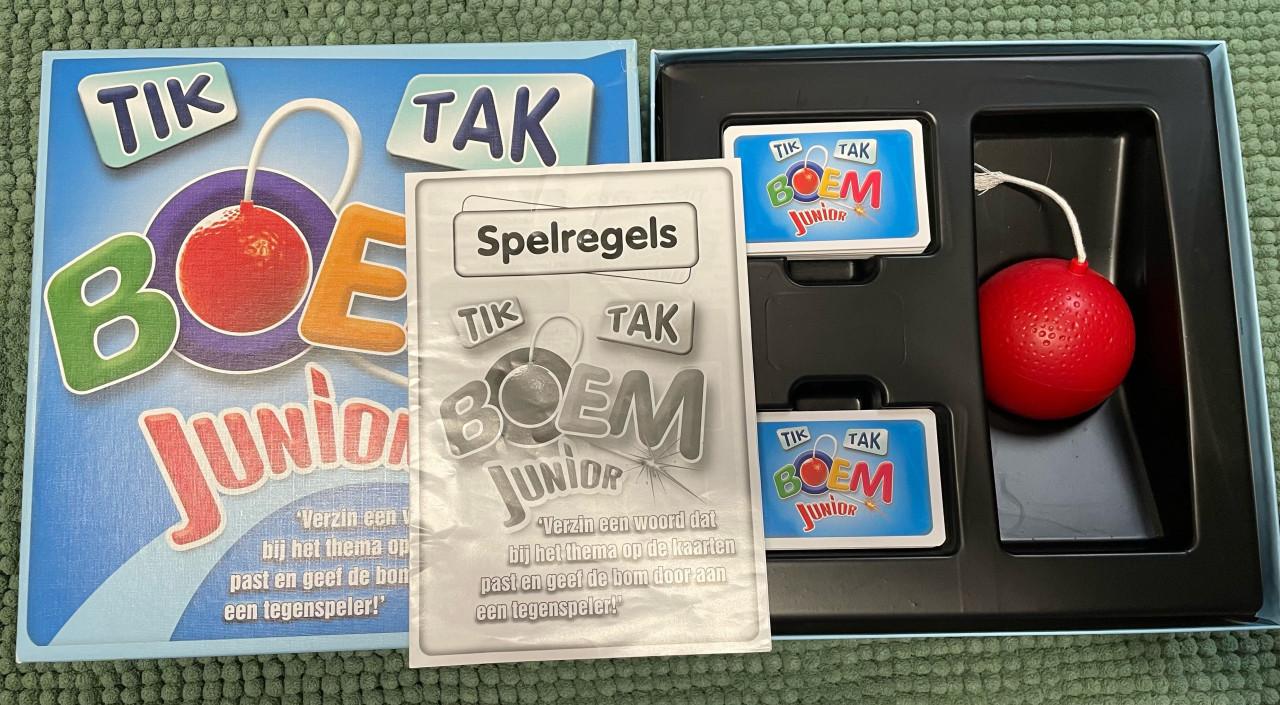 TIK TAK
BOE
JUNIOR
'Verzin een
bij het thema op
past en geef de bom
een tegenspeler!'
Spelregels
TIK TAK
BOEM
JUNIOR
'Verzin een woord dat
bij het thema op de kaarten
past en geef de bom door aan
een tegenspeler!'
TIK TAK
BOEM
JUNIOR
TIK TAK
BOEM
JUNIOR